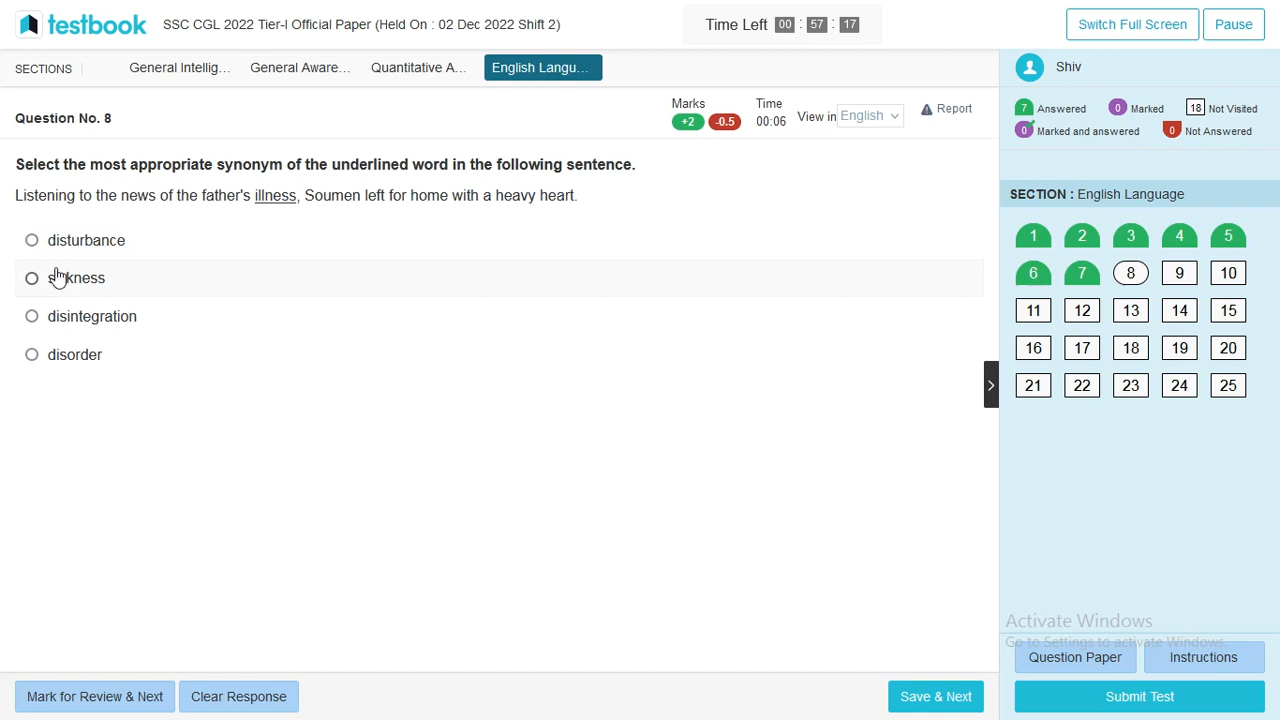 testbook SSC CGL 2022 Tier-I Official Paper (Held On : 02 Dec 2022 Shift 2) Time Left 00 : 57 : 17 Switch Full Screen Pause
SECTIONS General Intellig... General Aware... Quantitative A... English Langu... Shiv
Question No. 8 Marks +2 -0.5 Time 00:06 View in English Report
7 Answered 0 Marked 18 Not Visited
0 Marked and answered 0 Not Answered
Select the most appropriate synonym of the underlined word in the following sentence.
Listening to the news of the father's illness, Soumen left for home with a heavy heart.
disturbance
sickness
disintegration
disorder
SECTION : English Language
1 2 3 4 5
6 7 8 9 10
11 12 13 14 15
16 17 18 19 20
21 22 23 24 25
Activate Windows
Go to Settings to activate Windows.
Question Paper Instructions
Mark for Review & Next Clear Response Save & Next Submit Test